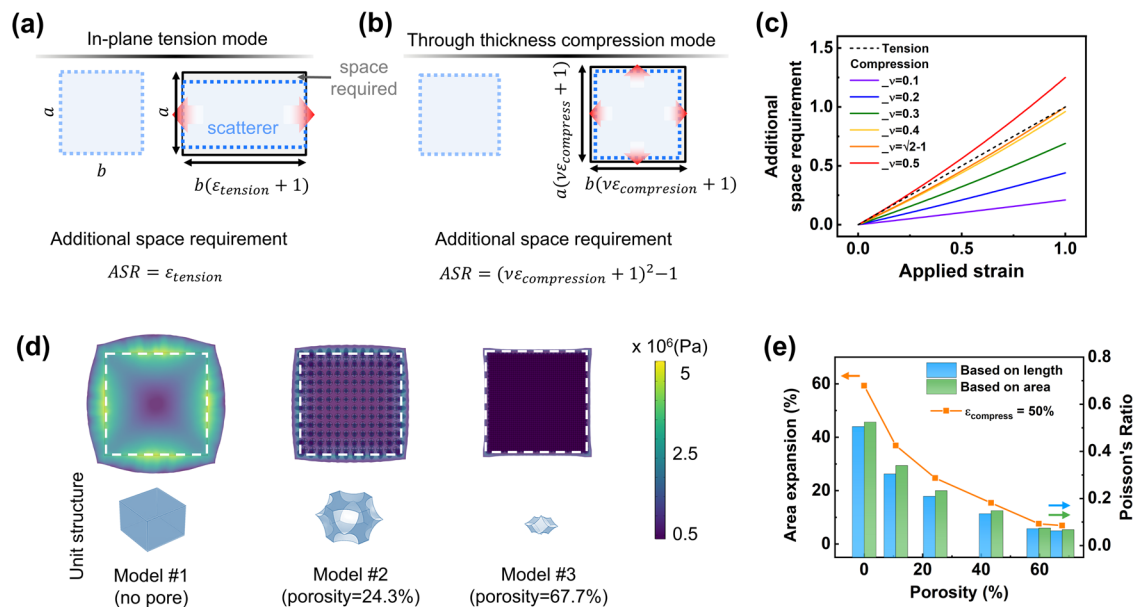 (a)
In-plane tension mode
a
b
a
scatterer
space
required
b(ε_tension + 1)
Additional space requirement
ASR = ε_tension
(b)
Through thickness compression mode
a(νε_compress + 1)
b(νε_compresion + 1)
Additional space requirement
ASR = (νε_compression + 1)²−1
(c)
Additional
space requirement
1.5
1.0
0.5
0.0
Tension
Compression
_ν=0.1
_ν=0.2
_ν=0.3
_ν=0.4
_ν=√2-1
_ν=0.5
0.0
0.5
1.0
Applied strain
(d)
x 10⁶(Pa)
5
2.5
0.5
Unit structure
Model #1
(no pore)
Model #2
(porosity=24.3%)
Model #3
(porosity=67.7%)
(e)
Area expansion (%)
60
40
20
0
Based on length
Based on area
ε_compress = 50%
0.8
0.6
0.4
0.2
0.0
Poisson's Ratio
0
20
40
60
Porosity (%)